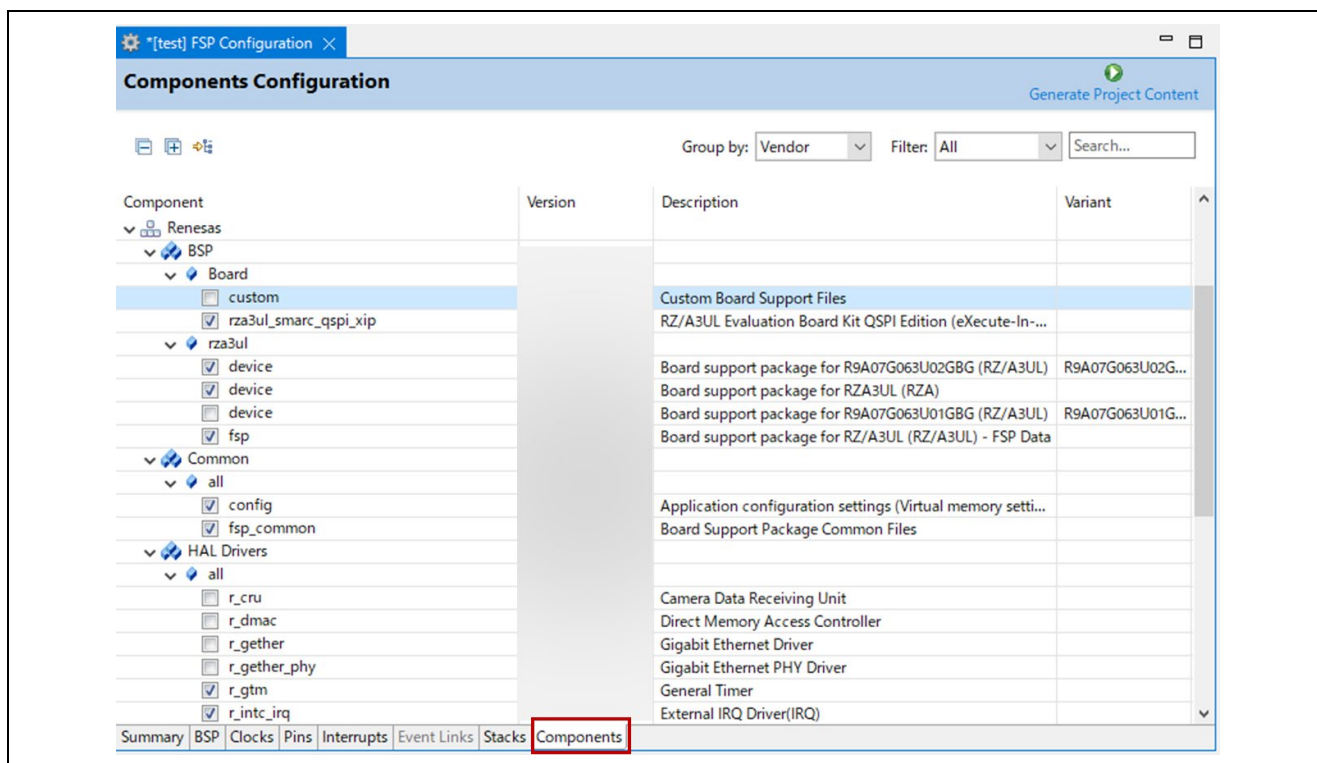 *[test] FSP Configuration
Components Configuration
Generate Project Content
Group by: Vendor Filter: All Search...
Component Version Description Variant
Renesas
BSP
Board
custom Custom Board Support Files
rza3ul_smarc_qspi_xip RZ/A3UL Evaluation Board Kit QSPI Edition (eXecute-In-...
rza3ul
device Board support package for R9A07G063U02GBG (RZ/A3UL) R9A07G063U02G...
device Board support package for RZA3UL (RZA)
device Board support package for R9A07G063U01GBG (RZ/A3UL) R9A07G063U01G...
fsp Board support package for RZ/A3UL (RZ/A3UL) - FSP Data
Common
all
config Application configuration settings (Virtual memory setti...
fsp_common Board Support Package Common Files
HAL Drivers
all
r_cru Camera Data Receiving Unit
r_dmac Direct Memory Access Controller
r_gether Gigabit Ethernet Driver
r_gether_phy Gigabit Ethernet PHY Driver
r_gtm General Timer
r_intc_irq External IRQ Driver(IRQ)
Summary BSP Clocks Pins Interrupts Event Links Stacks Components